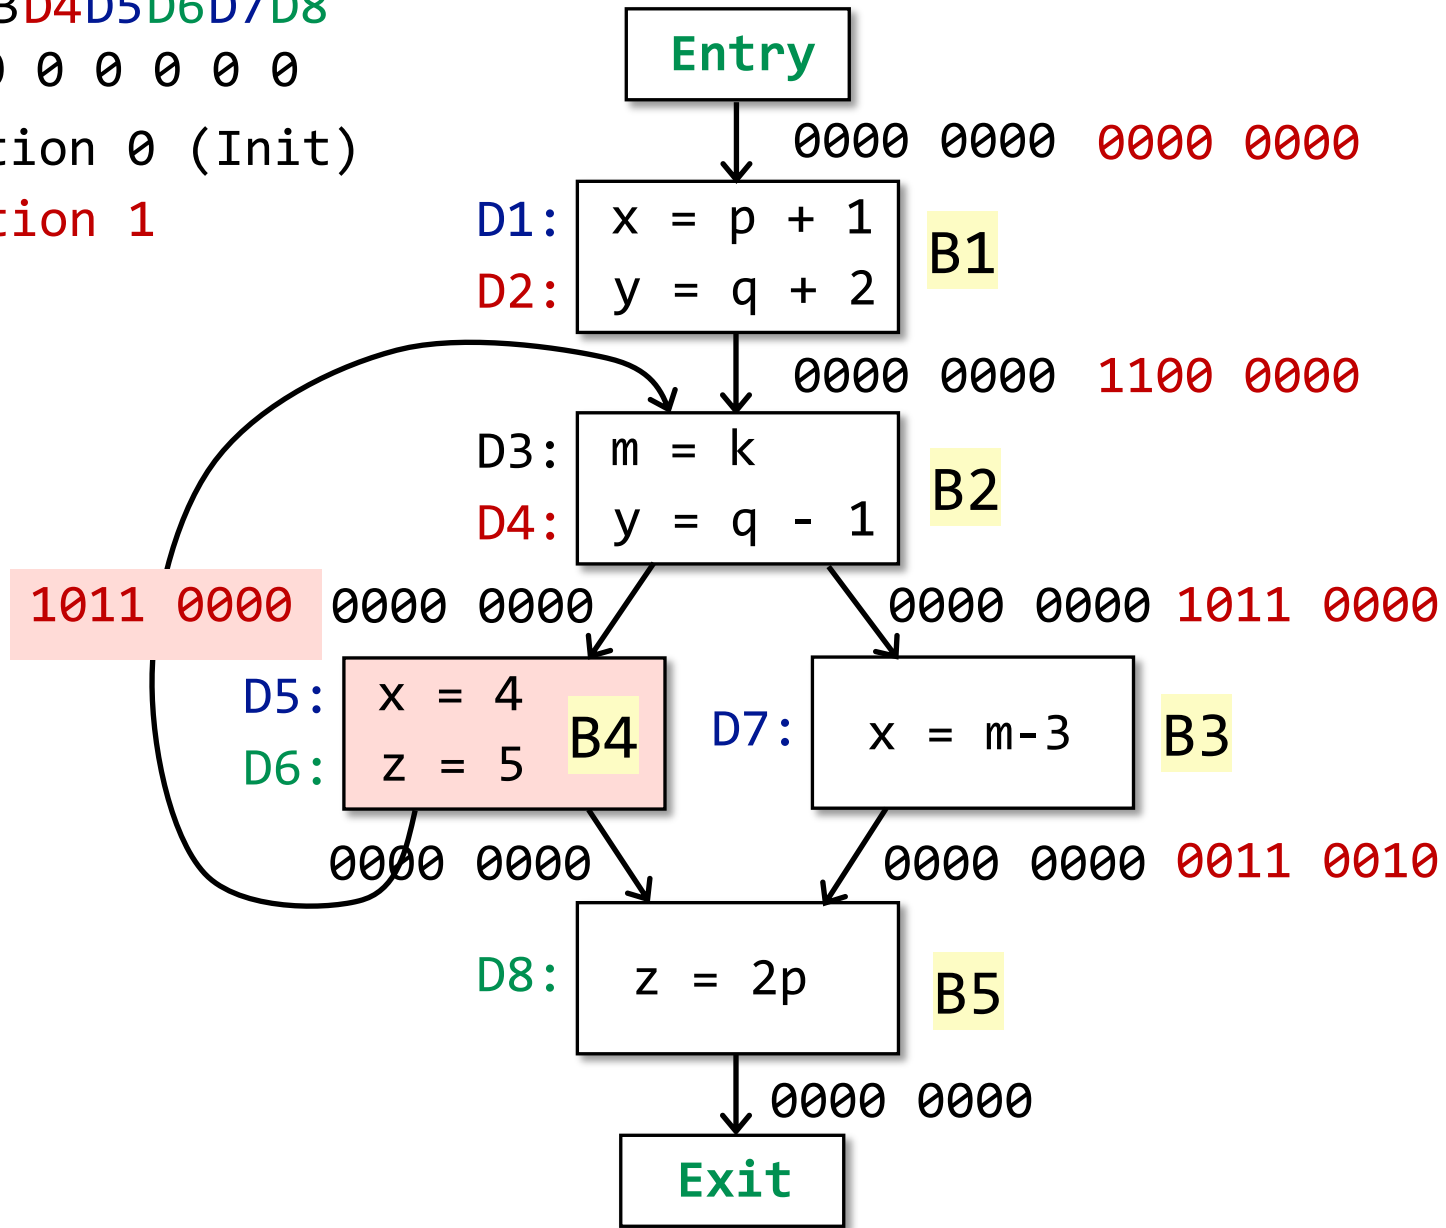 3D4D5D6D7D8
0 0 0 0 0 0
tion 0 (Init)
tion 1
Entry
0000 0000 0000 0000
D1: x = p + 1
D2: y = q + 2
B1
0000 0000 1100 0000
D3: m = k
D4: y = q - 1
B2
1011 0000 0000 0000
0000 0000 1011 0000
D5: x = 4
D6: z = 5
B4
D7: x = m-3
B3
0000 0000
0000 0000 0011 0010
D8: z = 2p
B5
0000 0000
Exit